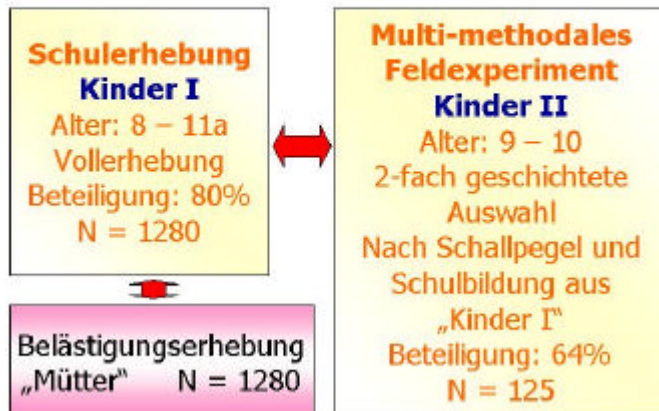 Schulerhebung
Kinder I
Alter: 8 – 11a
Vollerhebung
Beteiligung: 80%
N = 1280
Belästigungserhebung
„Mütter“ N = 1280
Multi-methodales
Feldexperiment
Kinder II
Alter: 9 – 10
2-fach geschichtete
Auswahl
Nach Schallpegel und
Schulbildung aus
„Kinder I“
Beteiligung: 64%
N = 125